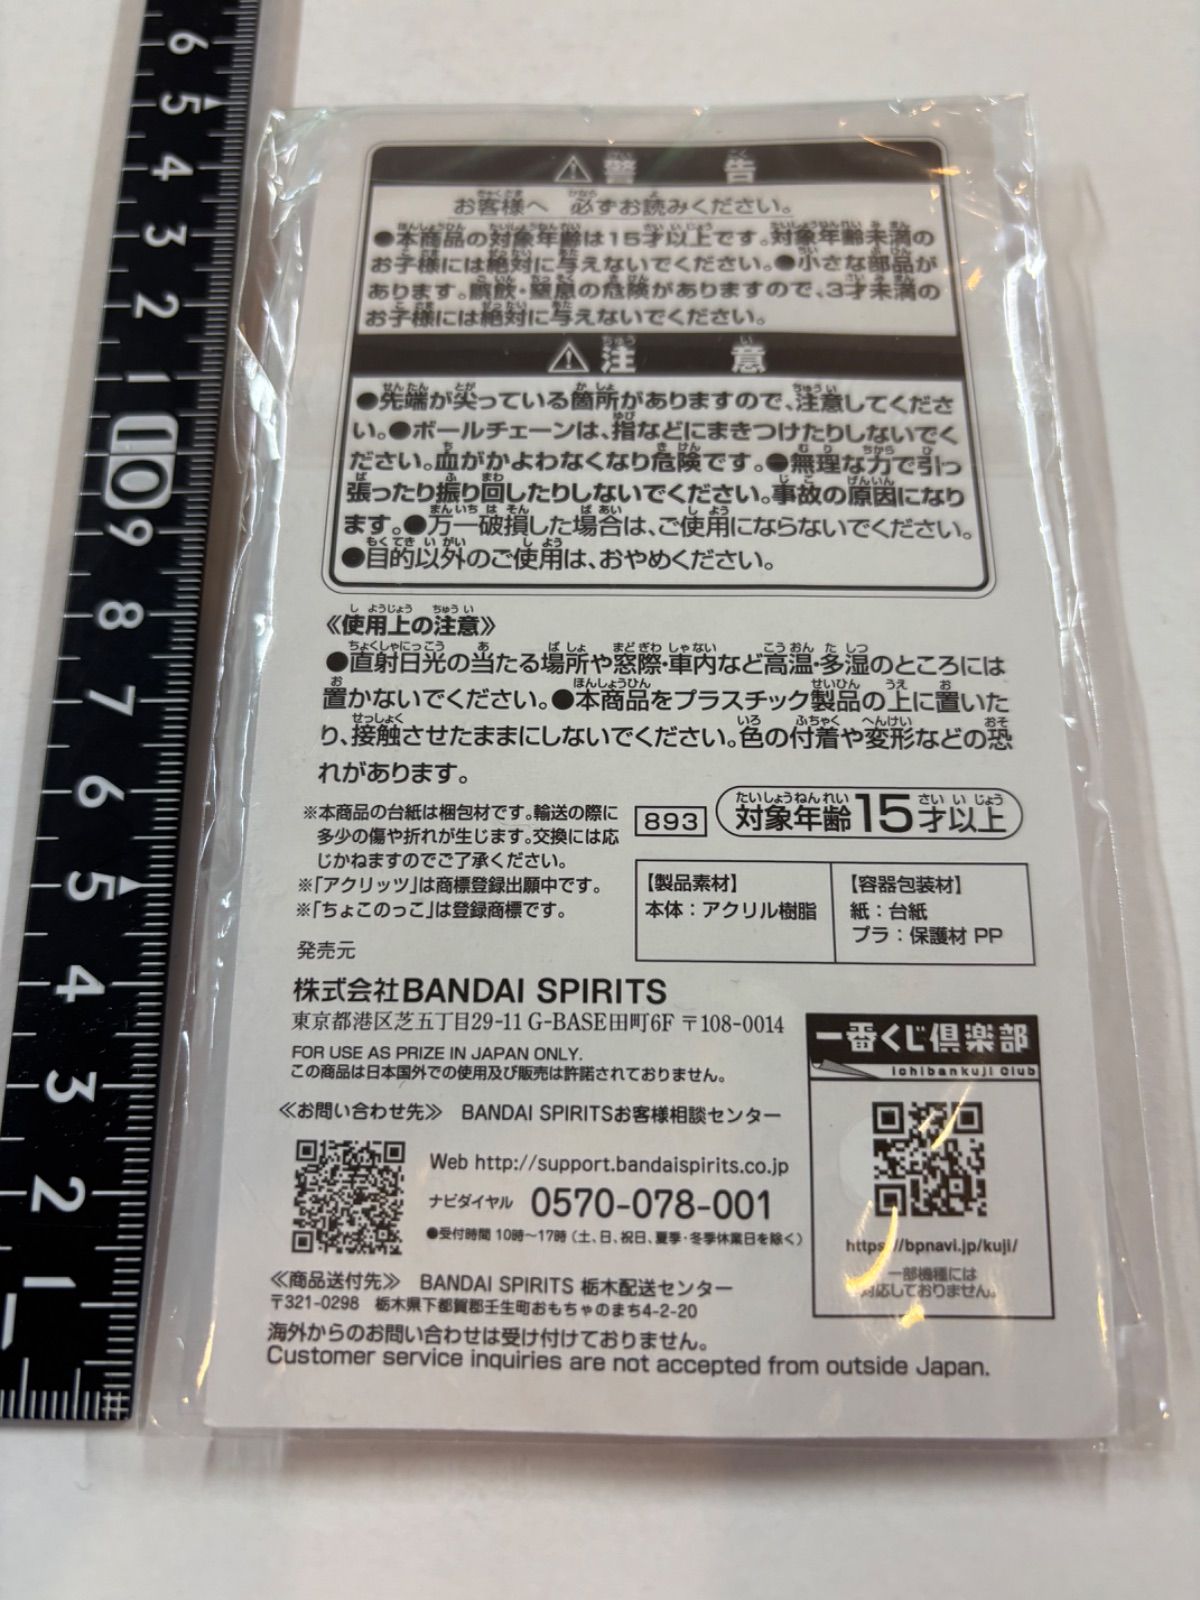 ⚠警告
お客様へ 必ずお読みください。
●本商品の対象年齢は15才以上です。対象年齢未満の
お子様には絶対に与えないでください。●小さな部品が
あります。誤飲・窒息の危険がありますので、3才未満の
お子様には絶対に与えないでください。
⚠注意
●先端が尖っている箇所がありますので、注意してくださ
い。●ボールチェーンは、指などにまきつけたりしないでく
ださい。血がかよわなくなり危険です。●無理な力で引っ
張ったり振り回したりしないでください。事故の原因になり
ます。●万一破損した場合は、ご使用にならないでください。
●目的以外のご使用は、おやめください。
《使用上の注意》
●直射日光の当たる場所や窓際・車内など高温・多湿のところには
置かないでください。●本商品をプラスチック製品の上に置いた
り、接触させたままにしないでください。色の付着や変形などの恐
れがあります。
※本商品の台紙は梱包材です。輸送の際に
多少の傷や折れが生じます。交換には応
じかねますのでご了承ください。
※「アクリッツ」は商標登録出願中です。
※「ちょこのっこ」は登録商標です。
893
対象年齢15才以上
【製品素材】
本体：アクリル樹脂
【容器包装材】
紙：台紙
プラ：保護材 PP
発売元
株式会社BANDAI SPIRITS
東京都港区芝五丁目29-11 G-BASE田町6F 〒108-0014
FOR USE AS PRIZE IN JAPAN ONLY.
この商品は日本国外での使用及び販売は許諾されておりません。
≪お問い合わせ先≫ BANDAI SPIRITSお客様相談センター
Web http://support.bandaispirits.co.jp
ナビダイヤル 0570-078-001
●受付時間 10時〜17時（土、日、祝日、夏季・冬季休業日を除く）
≪商品送付先≫ BANDAI SPIRITS 栃木配送センター
〒321-0298 栃木県下都賀郡壬生町おもちゃのまち4-2-20
海外からのお問い合わせは受け付けておりません。
Customer service inquiries are not accepted from outside Japan.
一番くじ倶楽部
Ichibankuji Club
https://bpnavi.jp/kuji/
一部機種には
対応しておりません。
6
5
4
3
2
1
10
9
8
7
6
5
4
3
2
1